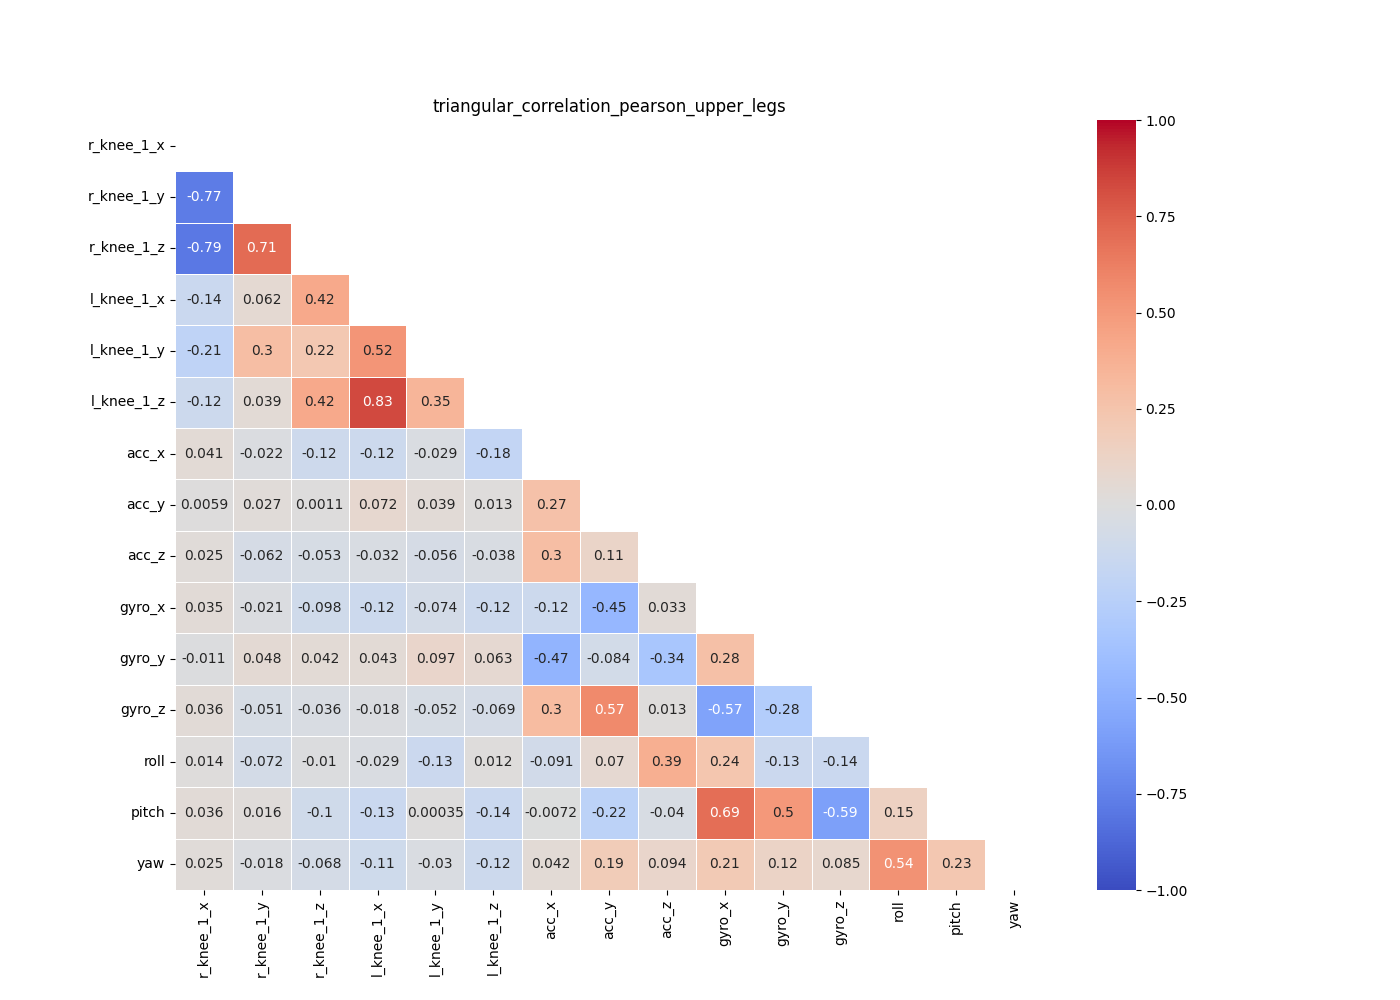 triangular_correlation_pearson_upper_legs
r_knee_1_x
r_knee_1_y -0.77
r_knee_1_z -0.79 0.71
l_knee_1_x -0.14 0.062 0.42
l_knee_1_y -0.21 0.3 0.22 0.52
l_knee_1_z -0.12 0.039 0.42 0.83 0.35
acc_x 0.041 -0.022 -0.12 -0.12 -0.029 -0.18
acc_y 0.0059 0.027 0.0011 0.072 0.039 0.013 0.27
acc_z 0.025 -0.062 -0.053 -0.032 -0.056 -0.038 0.3 0.11
gyro_x 0.035 -0.021 -0.098 -0.12 -0.074 -0.12 -0.12 -0.45 0.033
gyro_y -0.011 0.048 0.042 0.043 0.097 0.063 -0.47 -0.084 -0.34 0.28
gyro_z 0.036 -0.051 -0.036 -0.018 -0.052 -0.069 0.3 0.57 0.013 -0.57 -0.28
roll 0.014 -0.072 -0.01 -0.029 -0.13 0.012 -0.091 0.07 0.39 0.24 -0.13 -0.14
pitch 0.036 0.016 -0.1 -0.13 0.00035 -0.14 -0.0072 -0.22 -0.04 0.69 0.5 -0.59 0.15
yaw 0.025 -0.018 -0.068 -0.11 -0.03 -0.12 0.042 0.19 0.094 0.21 0.12 0.085 0.54 0.23
r_knee_1_x r_knee_1_y r_knee_1_z l_knee_1_x l_knee_1_y l_knee_1_z acc_x acc_y acc_z gyro_x gyro_y gyro_z roll pitch yaw
1.00
0.75
0.50
0.25
0.00
−0.25
−0.50
−0.75
−1.00